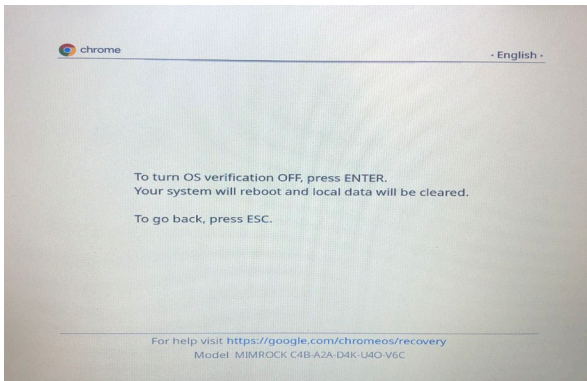 chrome
- English -
To turn OS verification OFF, press ENTER.
Your system will reboot and local data will be cleared.
To go back, press ESC.
For help visit https://google.com/chromeos/recovery
Model MIMROCK C4B-A2A-D4K-U4O-V6C